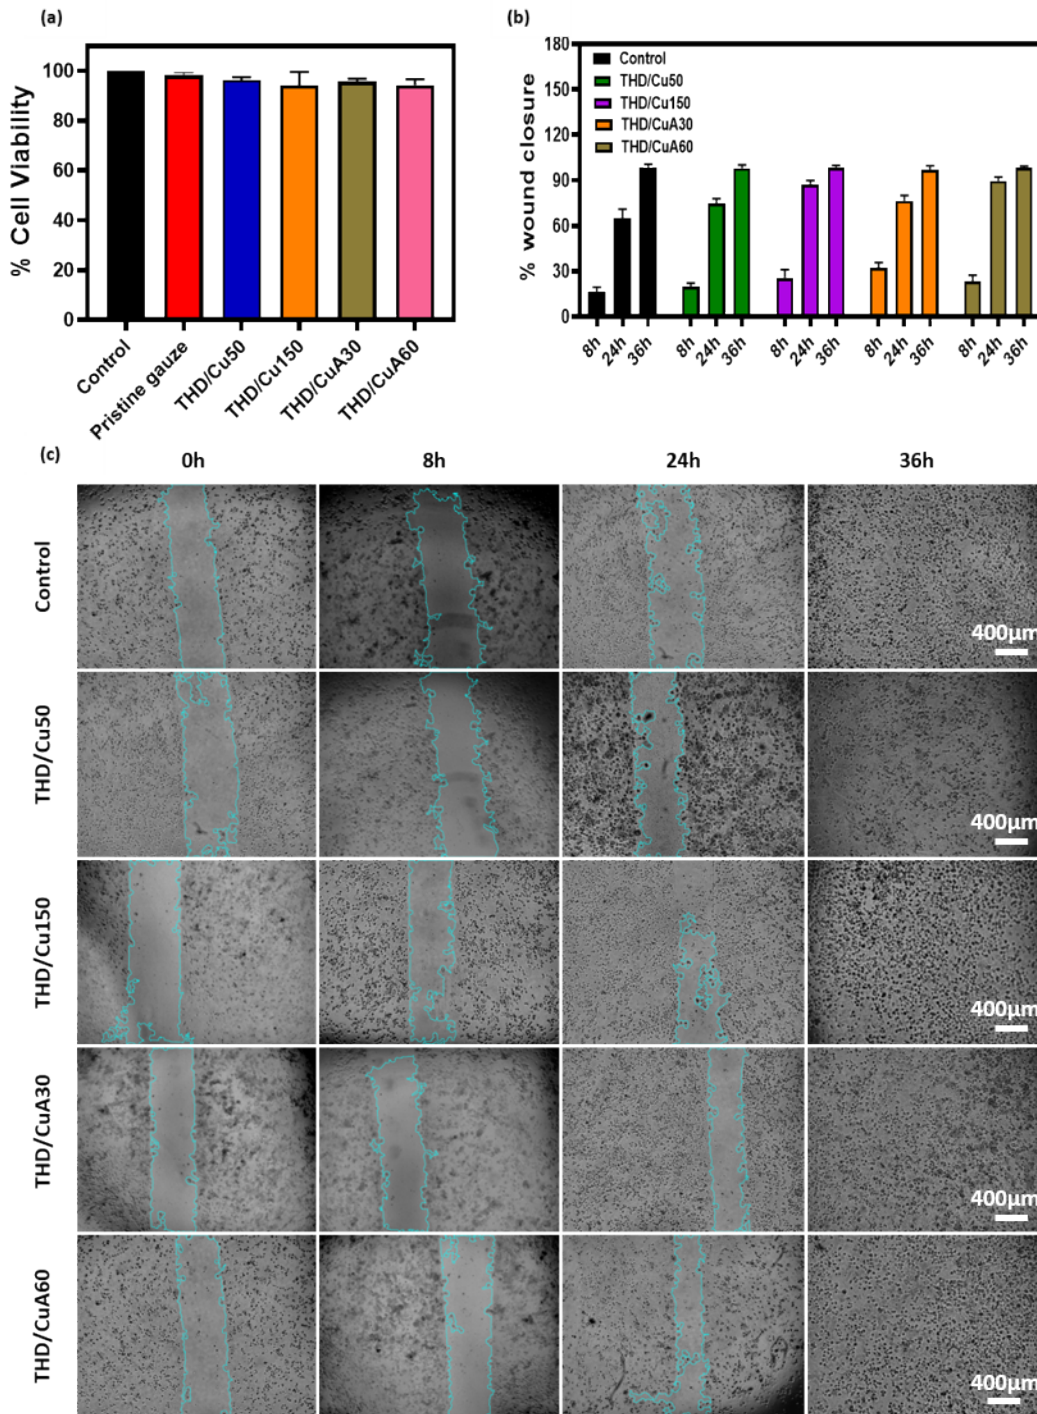 (a)
% Cell Viability
100
80
60
40
20
0
Control
Pristine gauze
THD/Cu50
THD/Cu150
THD/CuA30
THD/CuA60
(b)
% wound closure
180
150
120
90
60
30
0
Control
THD/Cu50
THD/Cu150
THD/CuA30
THD/CuA60
8h 24h 36h 8h 24h 36h 8h 24h 36h 8h 24h 36h 8h 24h 36h
(c)
0h 8h 24h 36h
Control
400µm
THD/Cu50
400µm
THD/Cu150
400µm
THD/CuA30
400µm
THD/CuA60
400µm